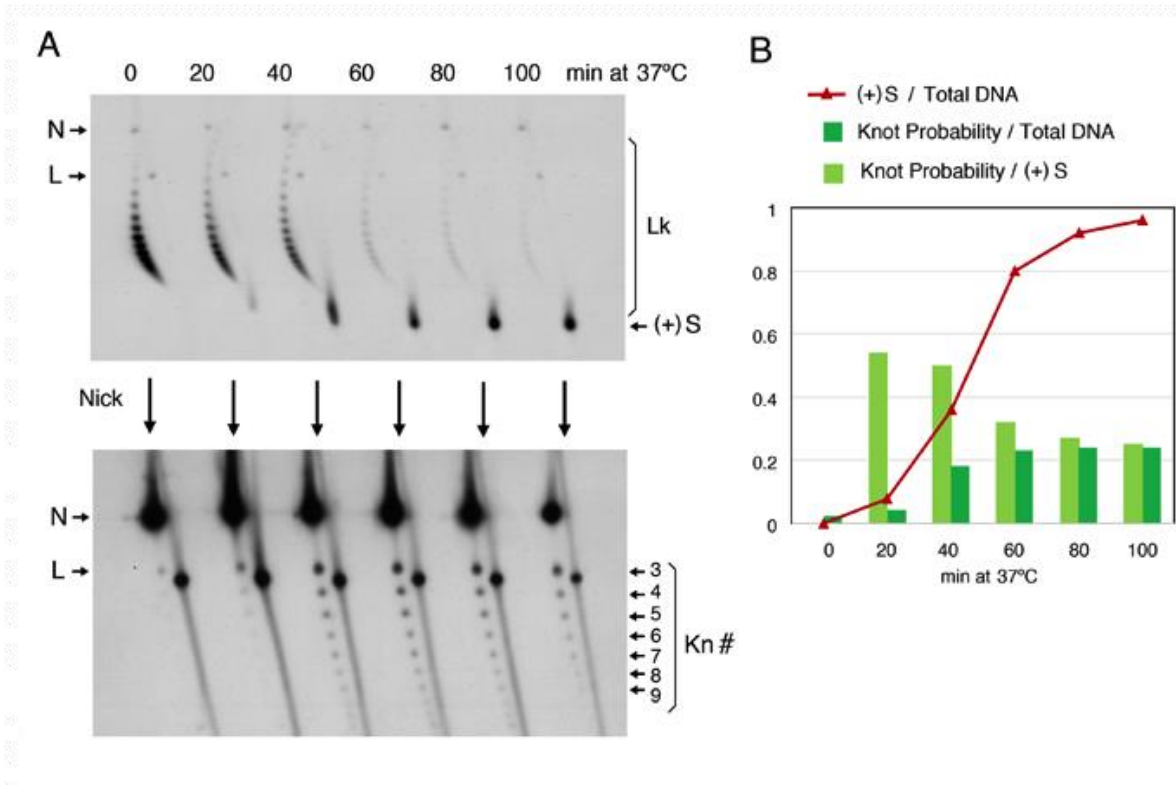 A
0 20 40 60 80 100 min at 37ºC
N
L
Lk
(+)S
Nick
N
L
3
4
5
6
7
8
9
Kn #
B
(+)S / Total DNA
Knot Probability / Total DNA
Knot Probability / (+)S
1
0.8
0.6
0.4
0.2
0
0 20 40 60 80 100
min at 37ºC